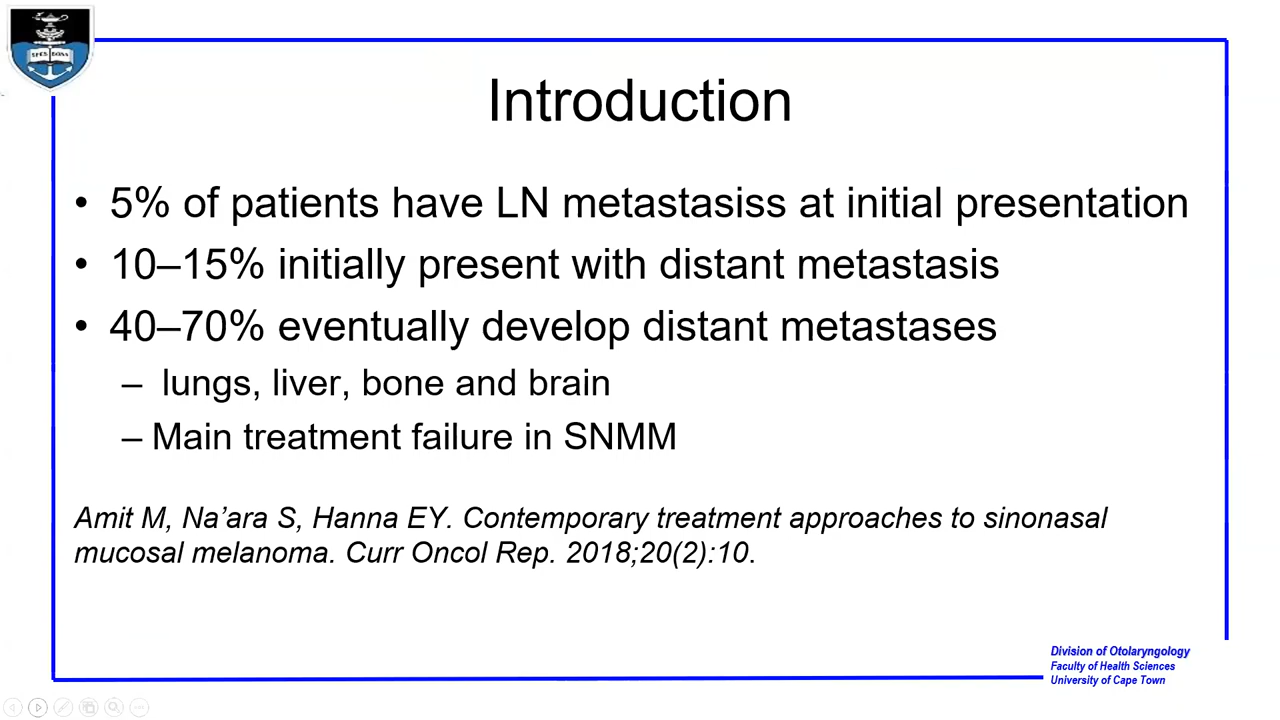 Introduction
• 5% of patients have LN metastasiss at initial presentation
• 10–15% initially present with distant metastasis
• 40–70% eventually develop distant metastases
– lungs, liver, bone and brain
– Main treatment failure in SNMM
Amit M, Na’ara S, Hanna EY. Contemporary treatment approaches to sinonasal
mucosal melanoma. Curr Oncol Rep. 2018;20(2):10.
Division of Otolaryngology
Faculty of Health Sciences
University of Cape Town